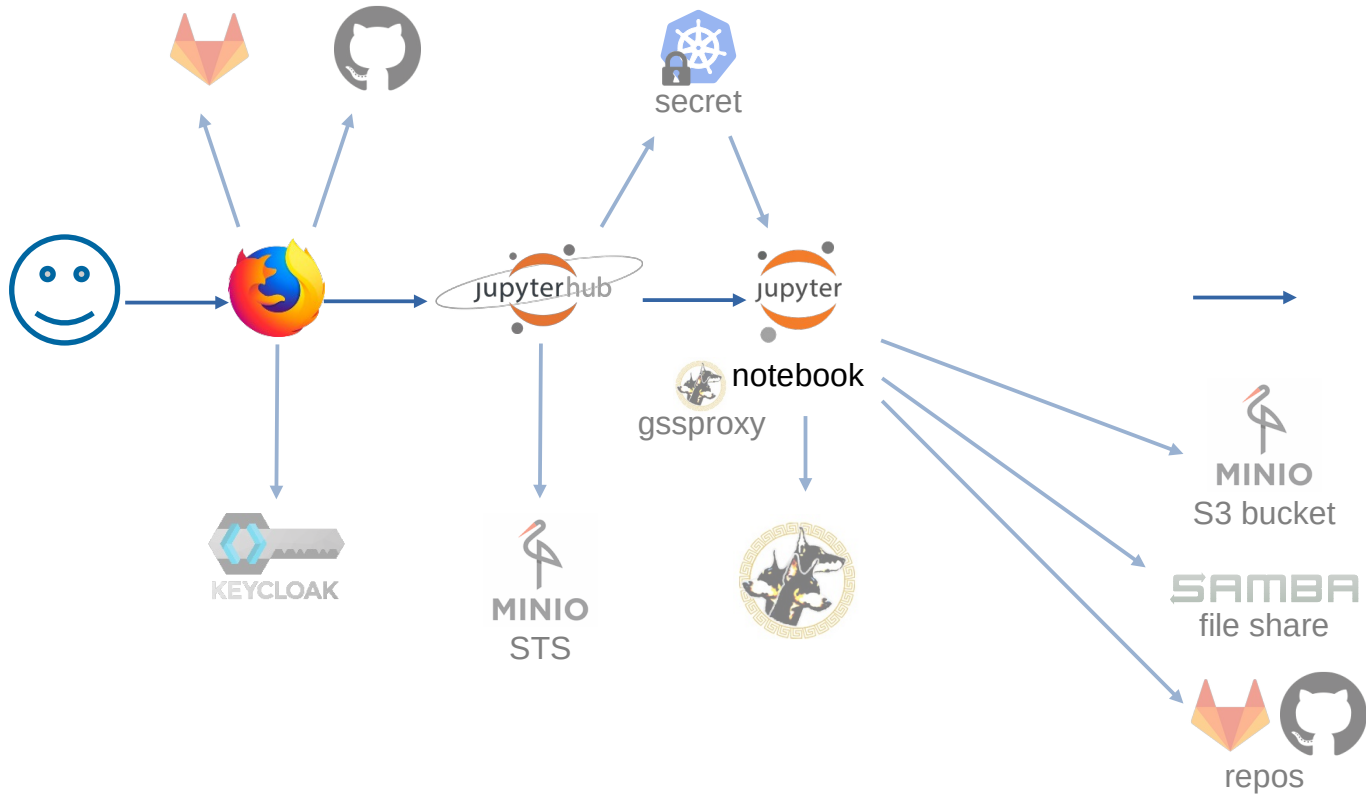 secret
jupyterhub
jupyter
notebook
gssproxy
MINIO
S3 bucket
KEYCLOAK
MINIO
STS
SAMBA
file share
repos